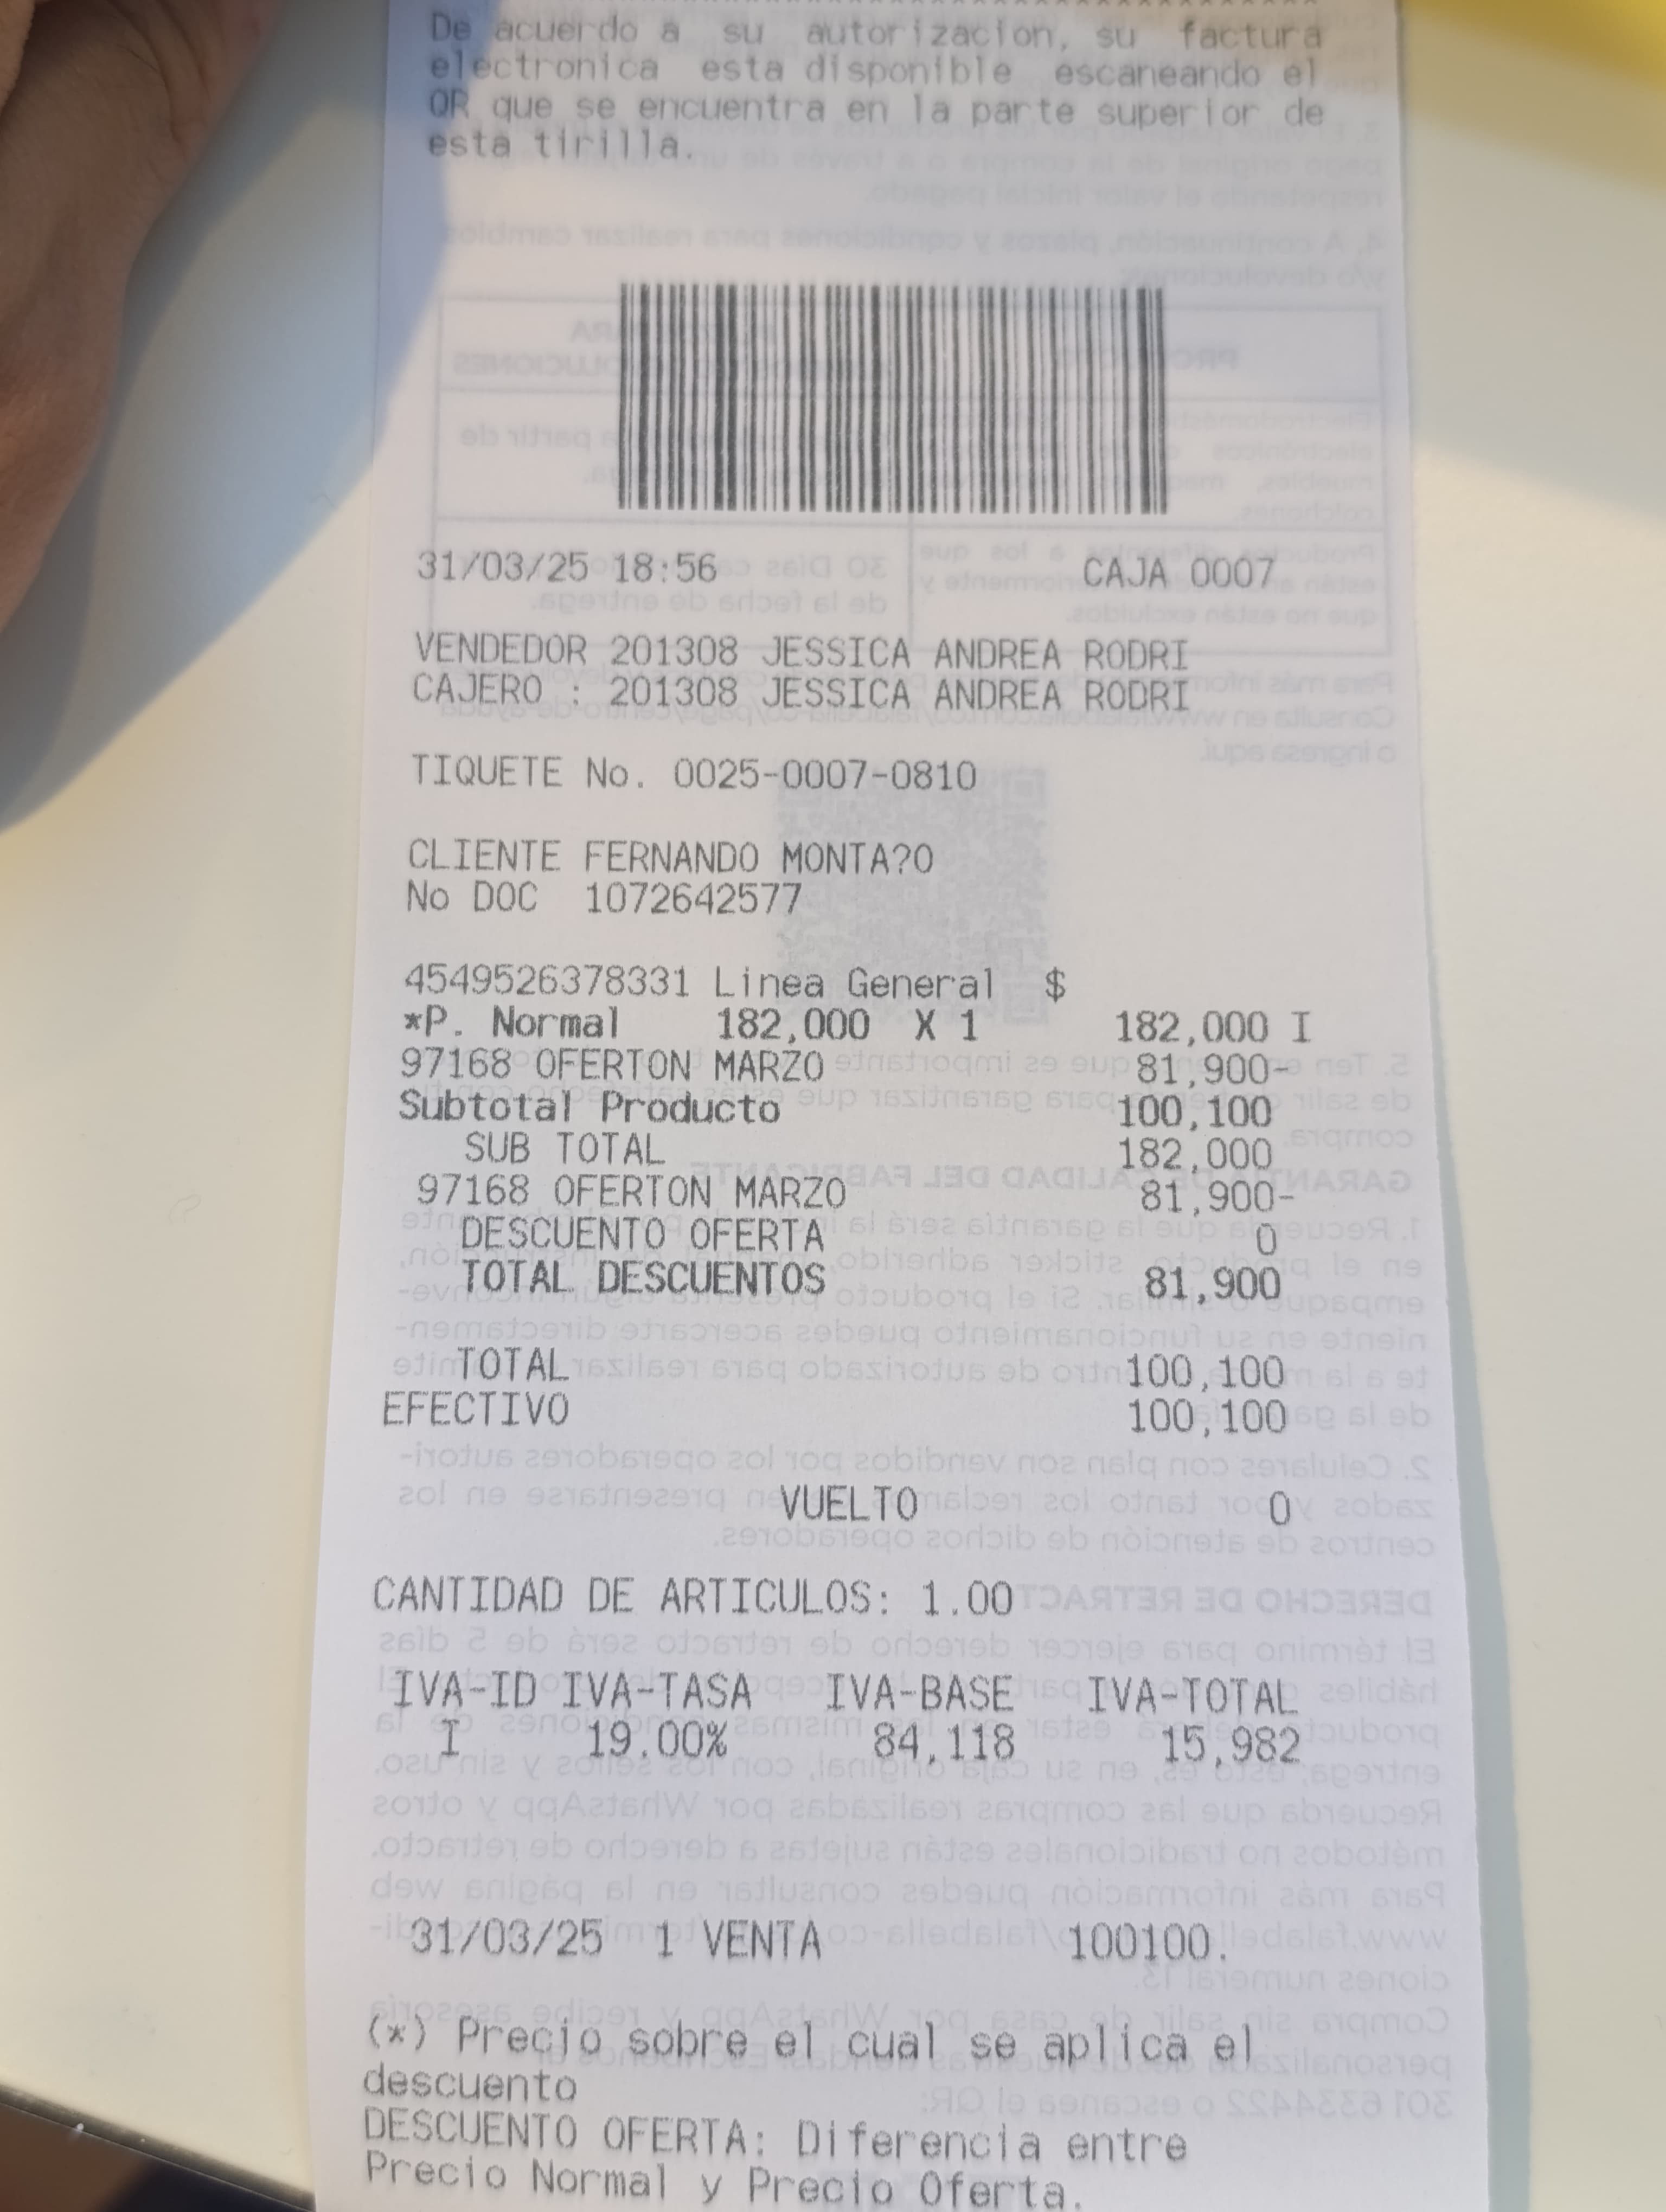 De acuerdo a su autorizacion, su factura
electronica esta disponible escaneando el
QR que se encuentra en la parte superior de
esta tirilla.
31/03/25 18:56 CAJA 0007
VENDEDOR 201308 JESSICA ANDREA RODRI
CAJERO : 201308 JESSICA ANDREA RODRI
TIQUETE No. 0025-0007-0810
CLIENTE FERNANDO MONTA?O
No DOC 1072642577
4549526378331 Linea General $
*P. Normal 182,000 X 1 182,000 I
97168 OFERTON MARZO 81,900-
Subtotal Producto 100,100
SUB TOTAL 182,000
97168 OFERTON MARZO 81,900-
DESCUENTO OFERTA 0
TOTAL DESCUENTOS 81,900
TOTAL 100,100
EFECTIVO 100,100
VUELTO 0
CANTIDAD DE ARTICULOS: 1.00
IVA-ID IVA-TASA IVA-BASE IVA-TOTAL
I 19.00% 84,118 15,982
31/03/25 1 VENTA 100100.
(*) Precio sobre el cual se aplica el
descuento
DESCUENTO OFERTA: Diferencia entre
Precio Normal y Precio Oferta.